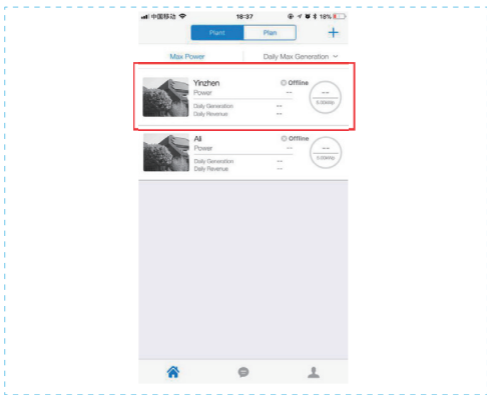 中国移动 18:37 18%
Plant Plan +
Max Power Daily Max Generation
Yinzhen Offline
Power -- --
Daily Generation --
Daily Revenue --
Ali Offline
Power -- --
Daily Generation --
Daily Revenue --